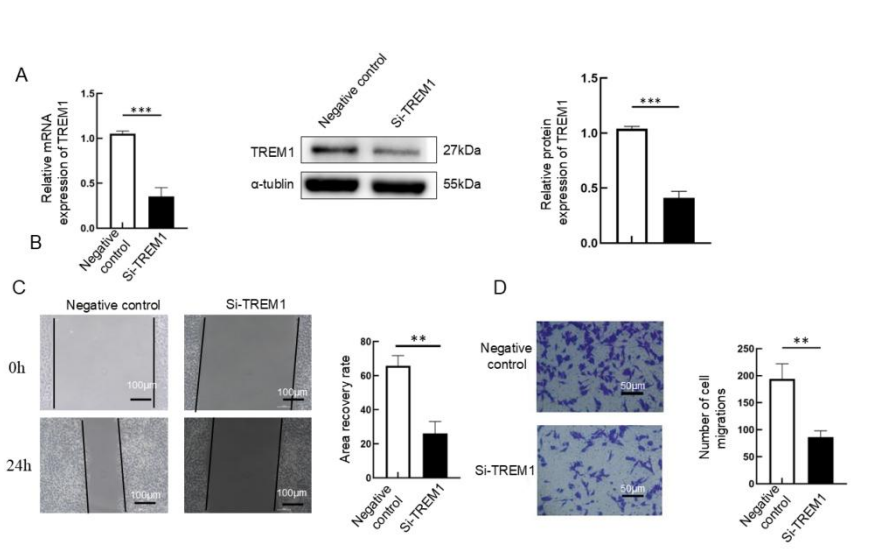 A
1.5
1.0
0.5
0.0
Relative mRNA
expression of TREM1
***
Negative
control
Si-TREM1
Negative control
Si-TREM1
TREM1
27kDa
α-tublin
55kDa
1.5
1.0
0.5
0.0
Relative protein
expression of TREM1
***
B
C
Negative control
Si-TREM1
0h
100μm
100μm
24h
100μm
100μm
80
60
40
20
0
Area recovery rate
**
Negative
control
Si-TREM1
D
Negative
control
50μm
Si-TREM1
50μm
250
200
150
100
50
0
Number of cell
migrations
**
Negative
control
Si-TREM1